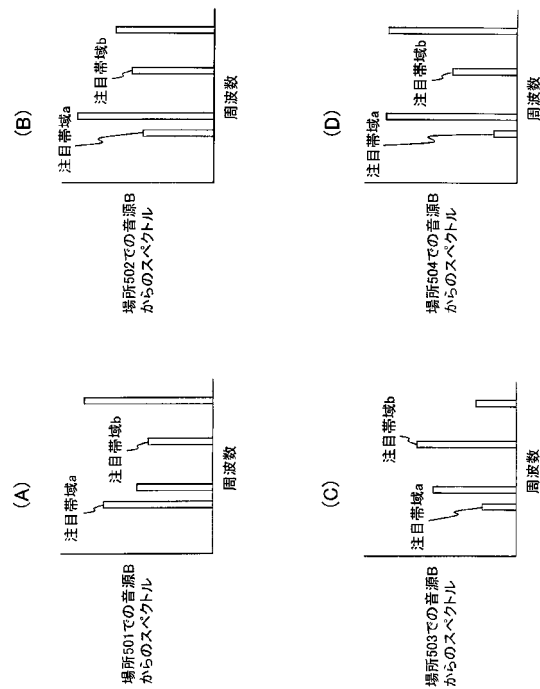 (A)
場所501での音源B
からのスペクトル
注目帯域a
注目帯域b
周波数
(B)
場所502での音源B
からのスペクトル
注目帯域a
注目帯域b
周波数
(C)
場所503での音源B
からのスペクトル
注目帯域a
注目帯域b
周波数
(D)
場所504での音源B
からのスペクトル
注目帯域a
注目帯域b
周波数